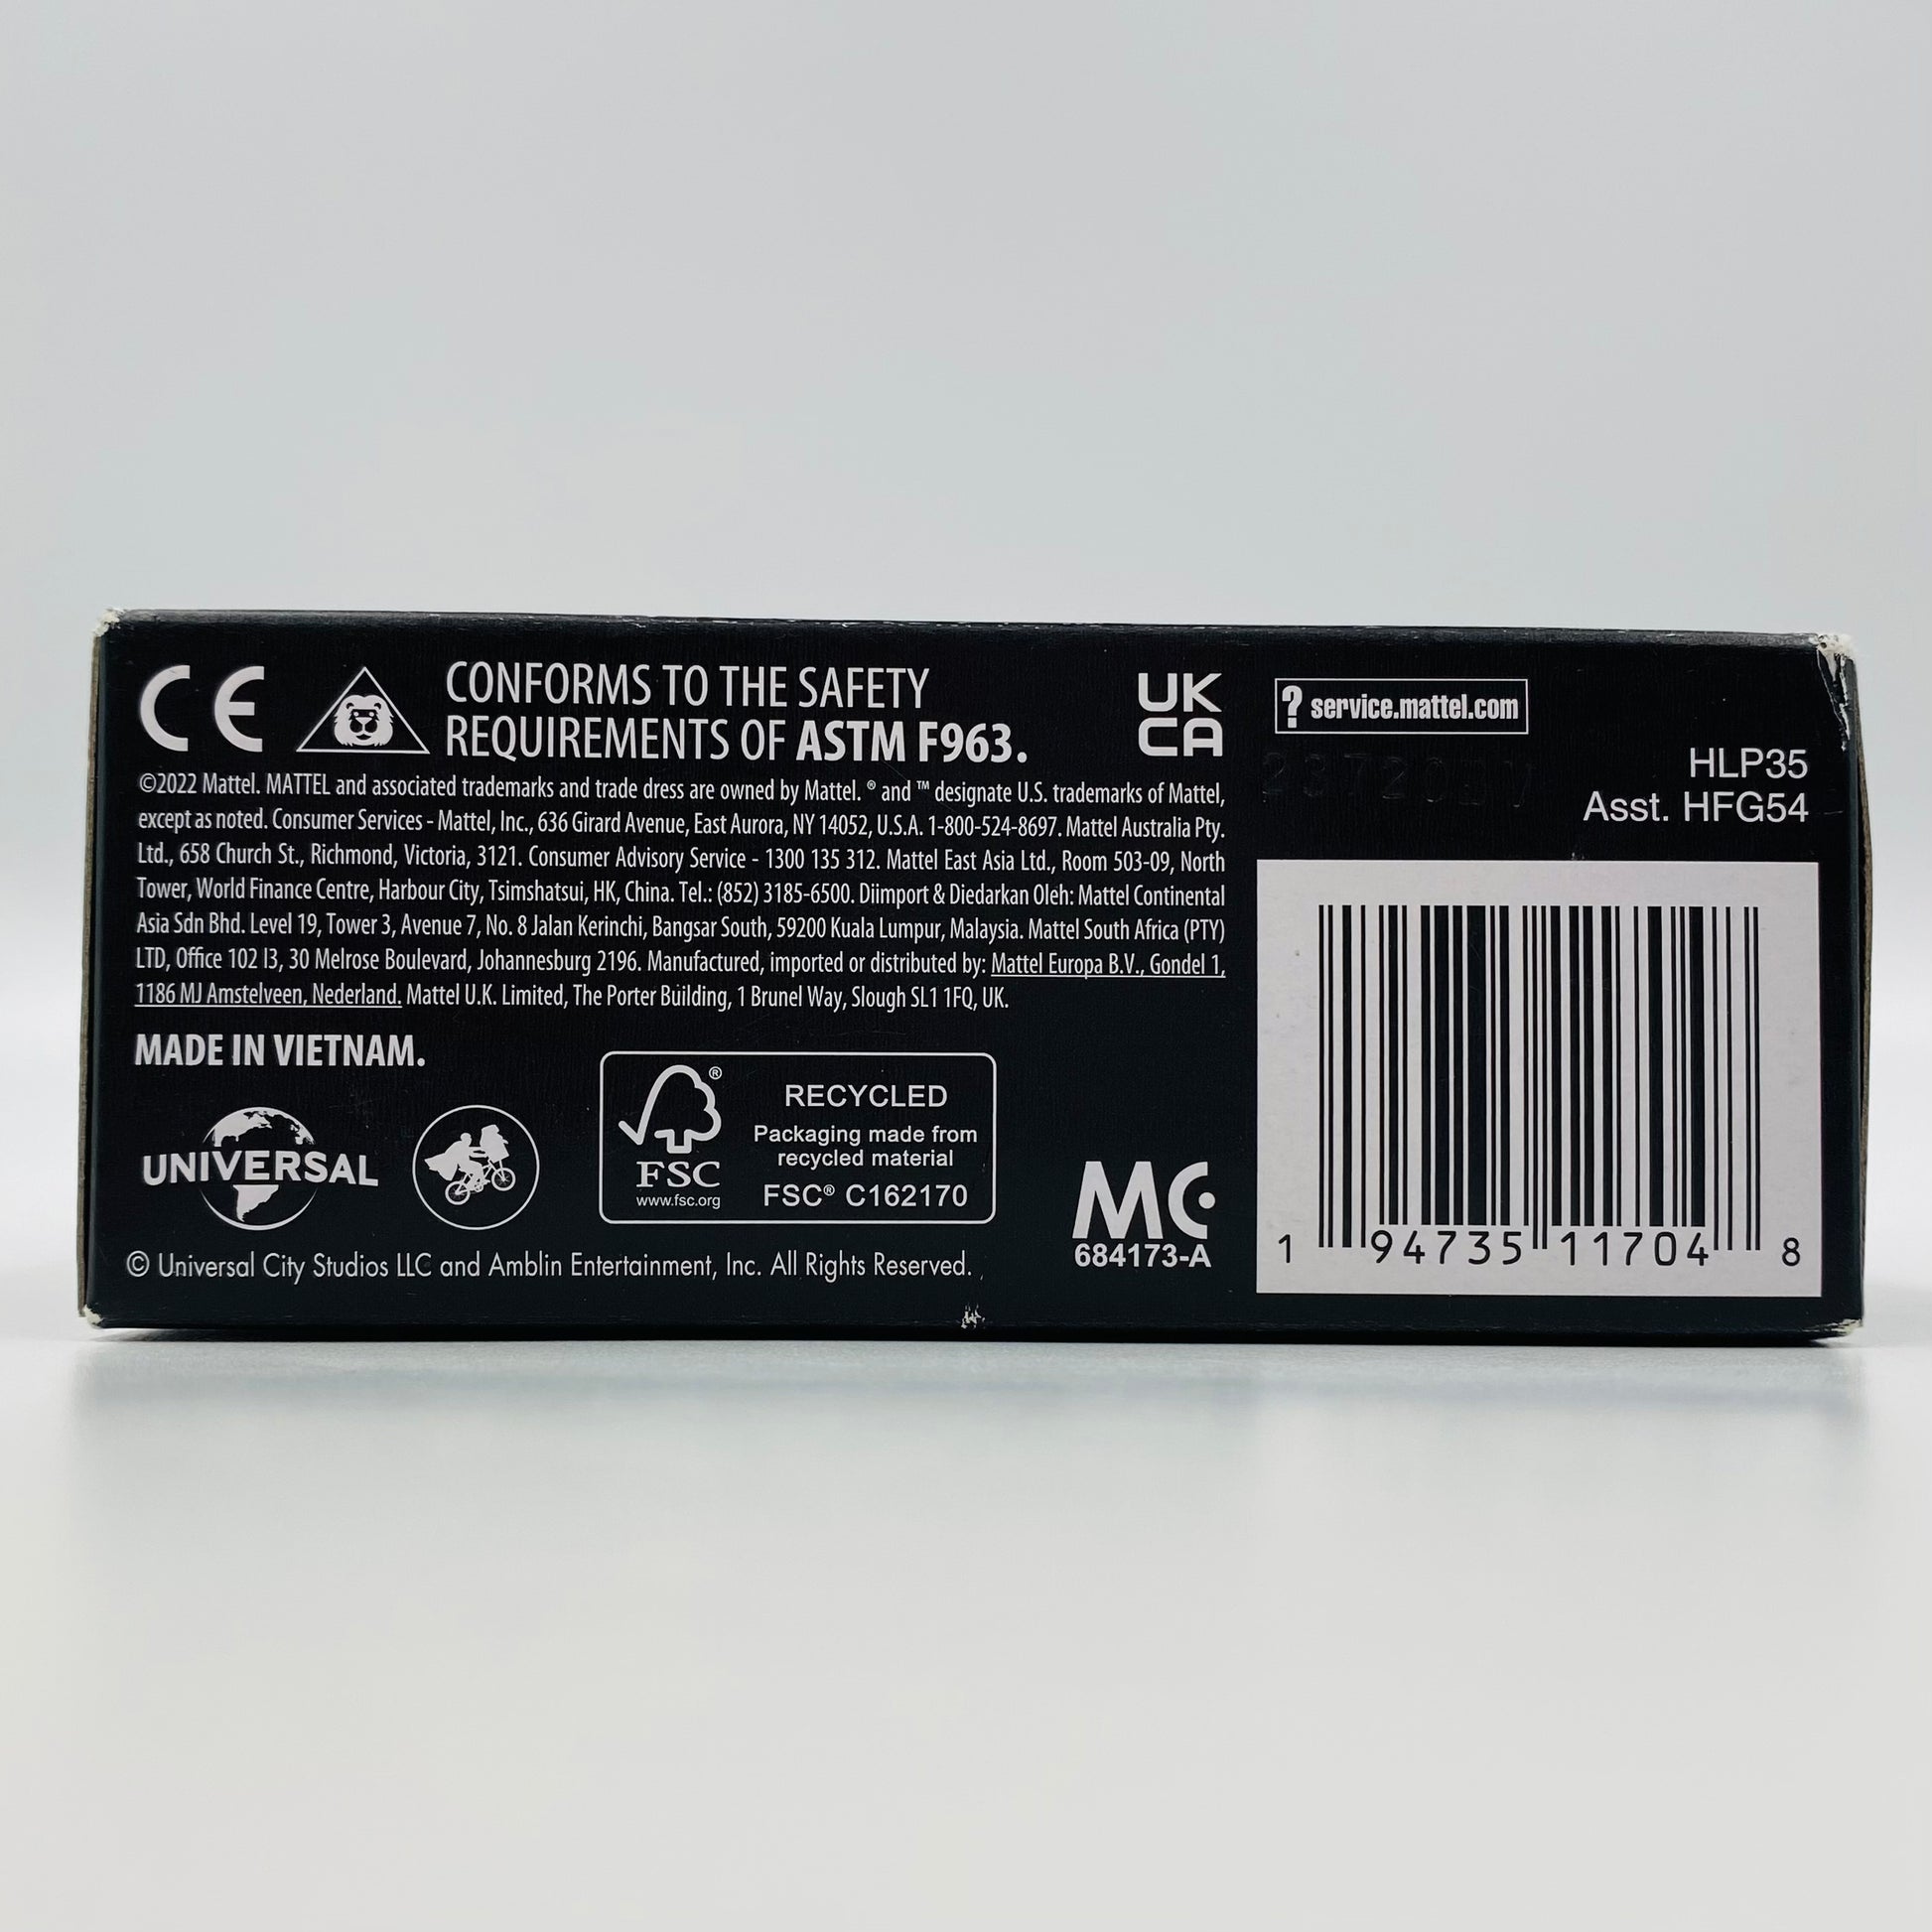 CE
CONFORMS TO THE SAFETY
REQUIREMENTS OF ASTM F963.
UK
CA
©2022 Mattel. MATTEL and associated trademarks and trade dress are owned by Mattel. ® and ™ designate U.S. trademarks of Mattel,
except as noted. Consumer Services - Mattel, Inc., 636 Girard Avenue, East Aurora, NY 14052, U.S.A. 1-800-524-8697. Mattel Australia Pty.
Ltd., 658 Church St., Richmond, Victoria, 3121. Consumer Advisory Service - 1300 135 312. Mattel East Asia Ltd., Room 503-09, North
Tower, World Finance Centre, Harbour City, Tsimshatsui, HK, China. Tel.: (852) 3185-6500. Diimport & Diedarkan Oleh: Mattel Continental
Asia Sdn Bhd. Level 19, Tower 3, Avenue 7, No. 8 Jalan Kerinchi, Bangsar South, 59200 Kuala Lumpur, Malaysia. Mattel South Africa (PTY)
LTD, Office 102 I3, 30 Melrose Boulevard, Johannesburg 2196. Manufactured, imported or distributed by: Mattel Europa B.V., Gondel 1,
1186 MJ Amstelveen, Nederland. Mattel U.K. Limited, The Porter Building, 1 Brunel Way, Slough SL1 1FQ, UK.
MADE IN VIETNAM.
UNIVERSAL
®
FSC
www.fsc.org
RECYCLED
Packaging made from
recycled material
FSC® C162170
MC
684173-A
© Universal City Studios LLC and Amblin Entertainment, Inc. All Rights Reserved.
? service.mattel.com
HLP35
Asst. HFG54
1 94735 11704 8